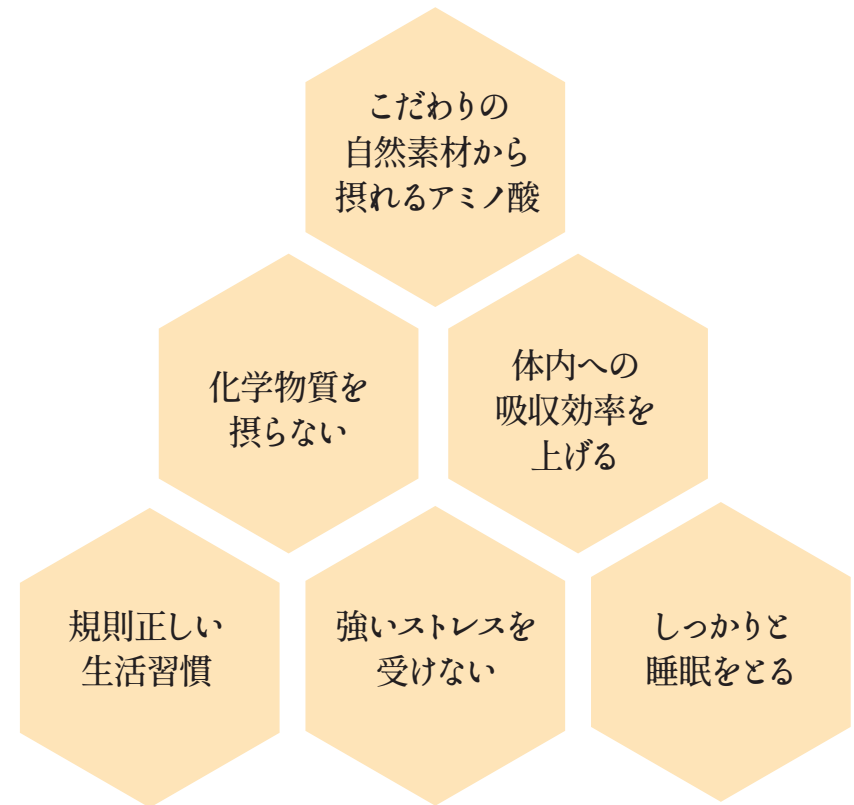 こだわりの
自然素材から
摂れるアミノ酸
化学物質を
摂らない
体内への
吸収効率を
上げる
規則正しい
生活習慣
強いストレスを
受けない
しっかりと
睡眠をとる